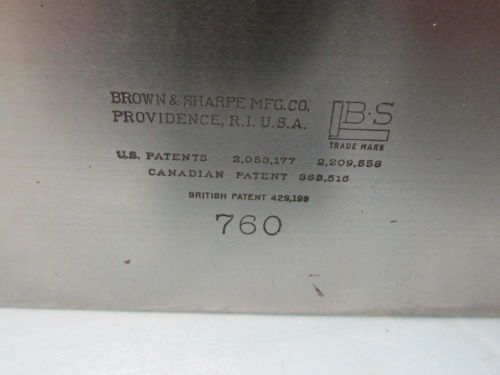 BROWN & SHARPE MFG. CO.
PROVIDENCE, R.I. U.S.A.
B·S
TRADE MARK
U.S. PATENTS 2,053,177 2,209,558
CANADIAN PATENT 368,516
BRITISH PATENT 429,199
760